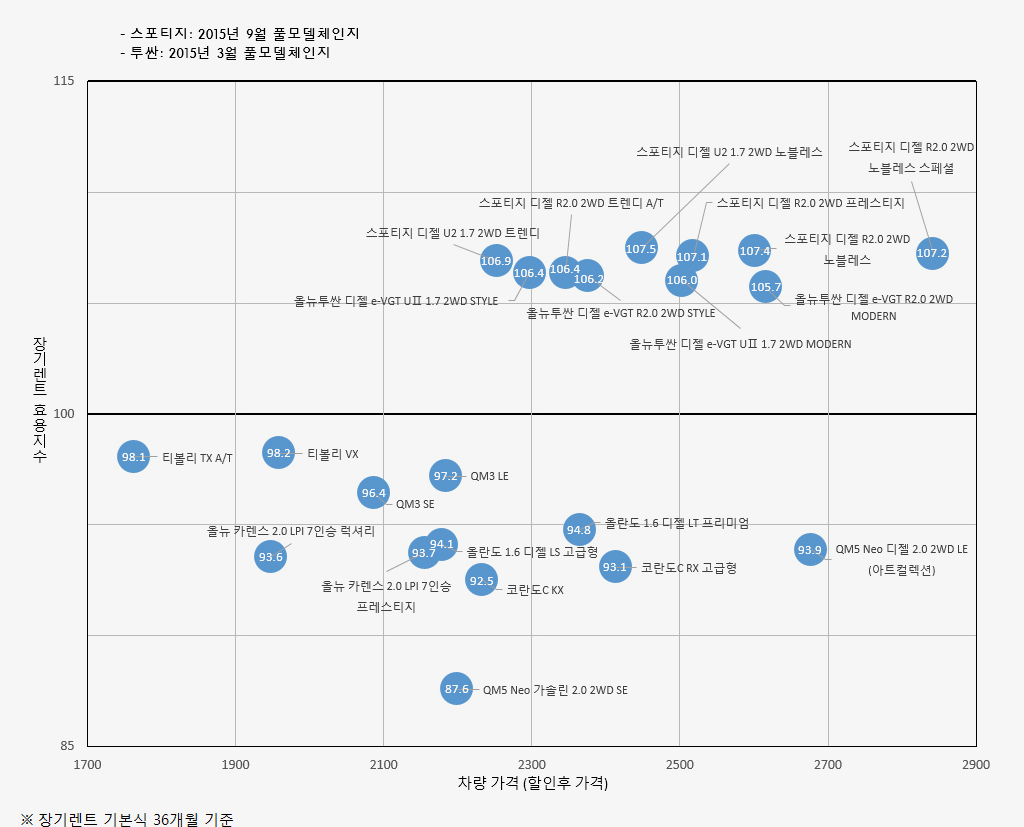 - 스포티지: 2015년 9월 풀모델체인지
- 투싼: 2015년 3월 풀모델체인지
115
스포티지 디젤 U2 1.7 2WD 노블레스
스포티지 디젤 R2.0 2WD
노블레스 스페셜
스포티지 디젤 R2.0 2WD 트렌디 A/T
스포티지 디젤 R2.0 2WD 프레스티지
스포티지 디젤 U2 1.7 2WD 트렌디
스포티지 디젤 R2.0 2WD
노블레스
107.5
107.4
107.2
107.1
106.9
106.4
106.4
106.2
106.0
105.7
올뉴투싼 디젤 e-VGT UⅡ 1.7 2WD STYLE
올뉴투싼 디젤 e-VGT R2.0 2WD STYLE
올뉴투싼 디젤 e-VGT R2.0 2WD
MODERN
올뉴투싼 디젤 e-VGT UⅡ 1.7 2WD MODERN
장기렌트 효용지수
100
98.1
티볼리 TX A/T
98.2
티볼리 VX
97.2
QM3 LE
96.4
QM3 SE
올뉴 카렌스 2.0 LPI 7인승 럭셔리
93.6
94.8
올란도 1.6 디젤 LT 프리미엄
94.1
올란도 1.6 디젤 LS 고급형
93.7
올뉴 카렌스 2.0 LPI 7인승
프레스티지
93.9
QM5 Neo 디젤 2.0 2WD LE
(아트컬렉션)
93.1
코란도C RX 고급형
92.5
코란도C KX
87.6
QM5 Neo 가솔린 2.0 2WD SE
85
1700 1900 2100 2300 2500 2700 2900
차량 가격 (할인후 가격)
※ 장기렌트 기본식 36개월 기준